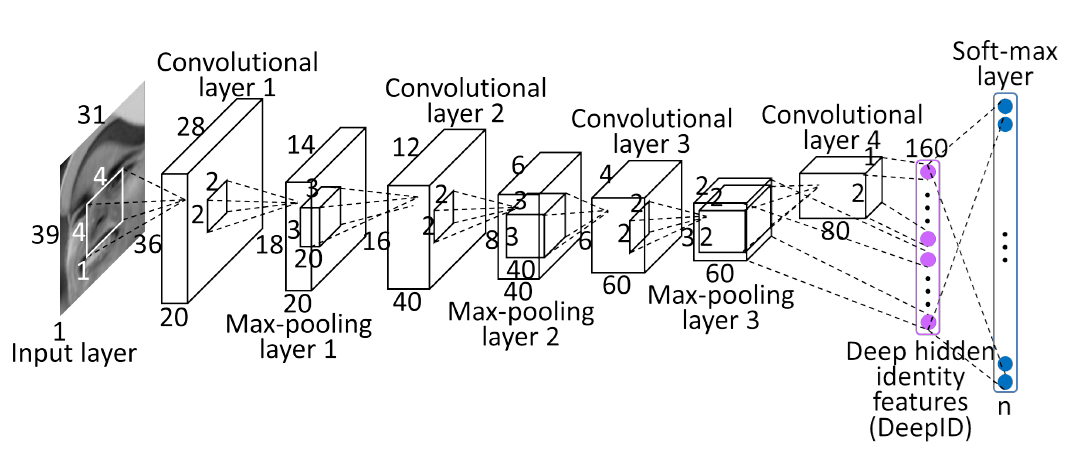 Input layer
1
39
31
4
4
1
Convolutional
layer 1
28
36
20
2
2
14
18
20
3
3
20
Max-pooling
layer 1
Convolutional
layer 2
12
16
40
2
2
6
8
40
3
3
40
Max-pooling
layer 2
Convolutional
layer 3
4
6
60
2
2
2
3
60
2
2
Max-pooling
layer 3
Convolutional
layer 4
1
2
80
160
Deep hidden
identity
features
(DeepID)
Soft-max
layer
n